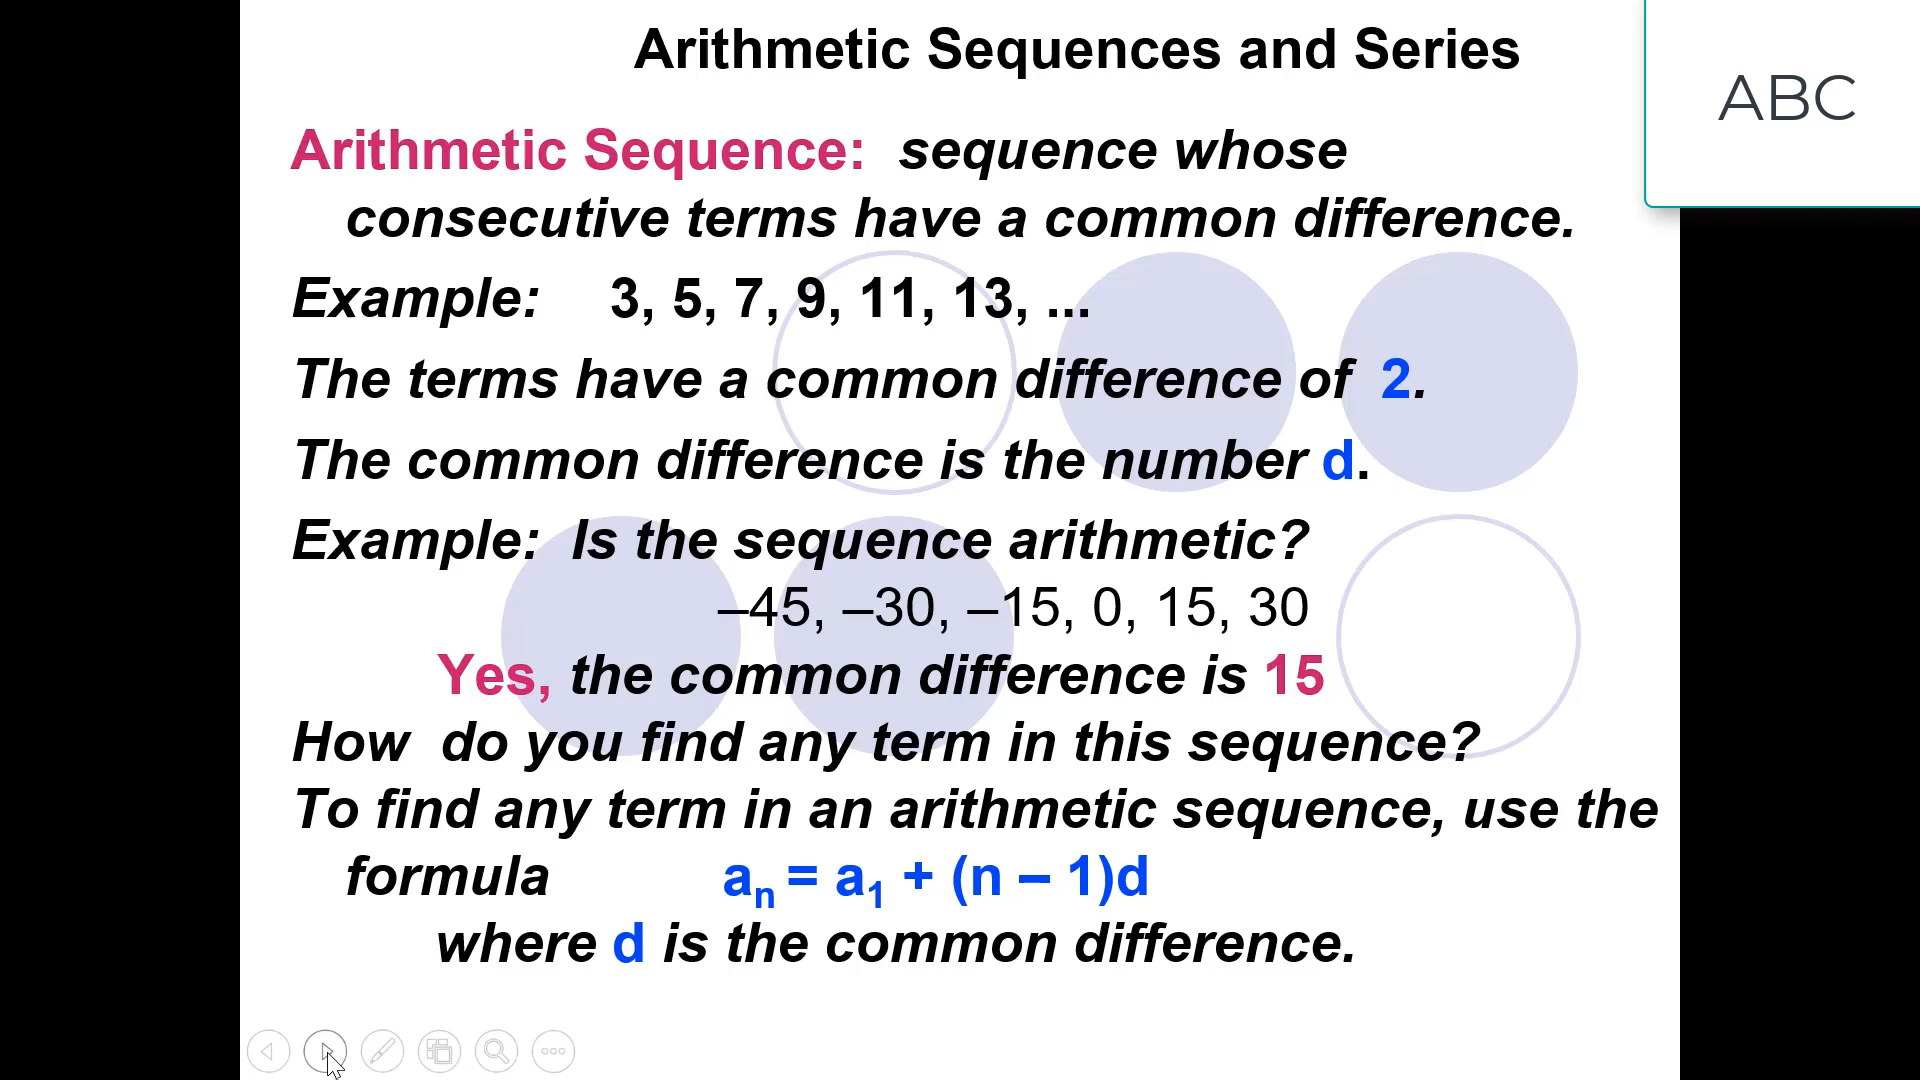 Arithmetic Sequences and Series
ABC
Arithmetic Sequence: sequence whose
consecutive terms have a common difference.
Example: 3, 5, 7, 9, 11, 13, ...
The terms have a common difference of 2.
The common difference is the number d.
Example: Is the sequence arithmetic?
–45, –30, –15, 0, 15, 30
Yes, the common difference is 15
How do you find any term in this sequence?
To find any term in an arithmetic sequence, use the
formula aₙ = a₁ + (n – 1)d
where d is the common difference.